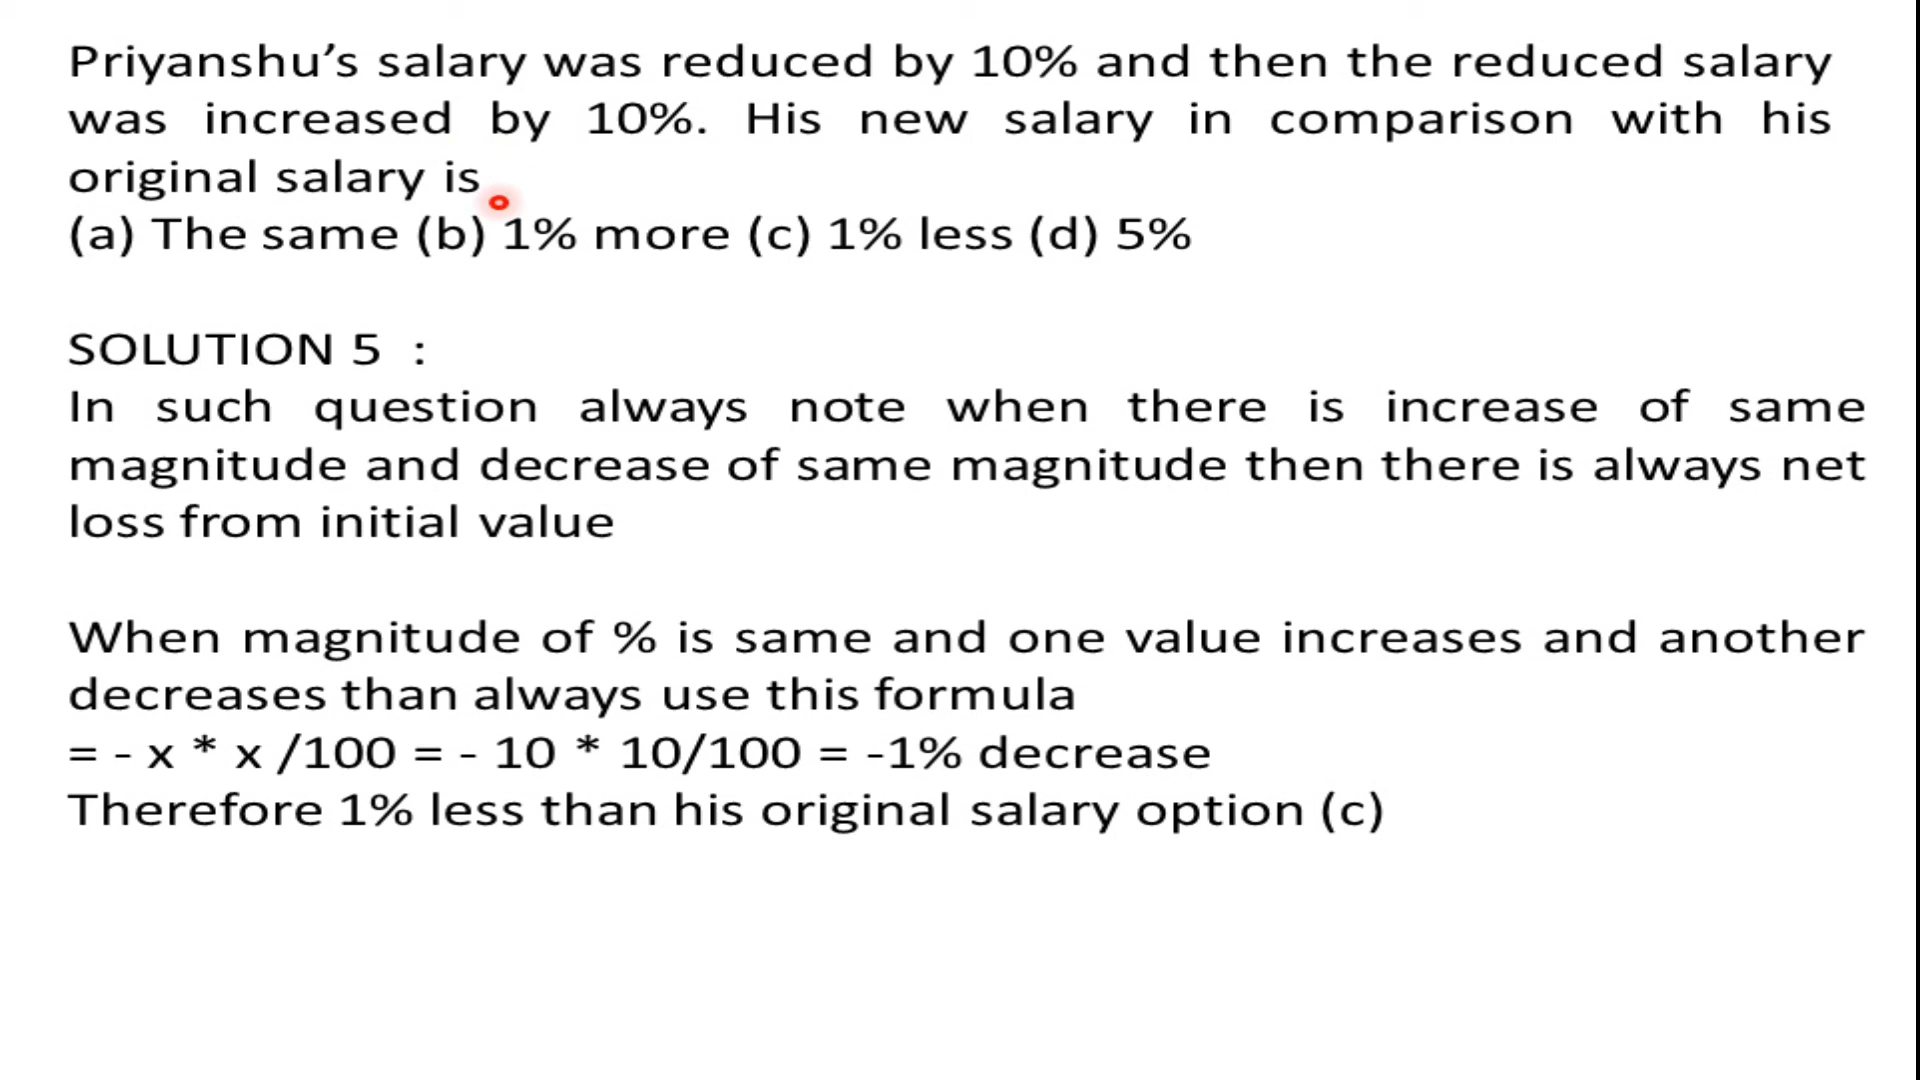 Priyanshu’s salary was reduced by 10% and then the reduced salary
was increased by 10%. His new salary in comparison with his
original salary is
(a) The same (b) 1% more (c) 1% less (d) 5%
SOLUTION 5 :
In such question always note when there is increase of same
magnitude and decrease of same magnitude then there is always net
loss from initial value
When magnitude of % is same and one value increases and another
decreases than always use this formula
= - x * x /100 = - 10 * 10/100 = -1% decrease
Therefore 1% less than his original salary option (c)